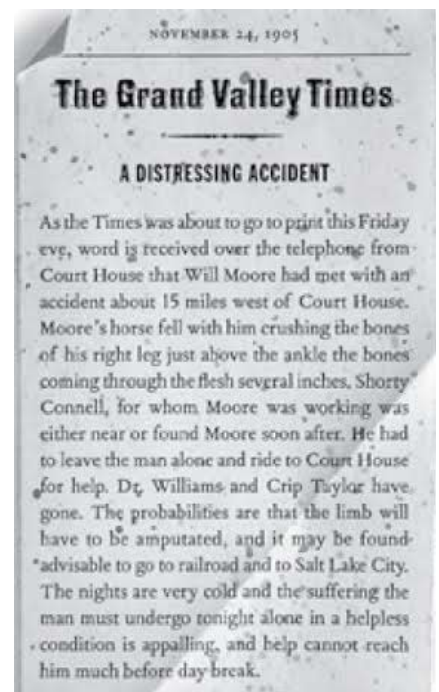 NOVEMBER 24, 1905
The Grand Valley Times
A DISTRESSING ACCIDENT
As the Times was about to go to print this Friday
eve, word is received over the telephone from
Court House that Will Moore had met with an
accident about 15 miles west of Court House.
Moore's horse fell with him crushing the bones
of his right leg just above the ankle the bones
coming through the flesh several inches. Shorty
Connell, for whom Moore was working was
either near or found Moore soon after. He had
to leave the man alone and ride to Court House
for help. Dr. Williams and Crip Taylor have
gone. The probabilities are that the limb will
have to be amputated, and it may be found
advisable to go to railroad and to Salt Lake City.
The nights are very cold and the suffering the
man must undergo tonight alone in a helpless
condition is appalling, and help cannot reach
him much before day break.